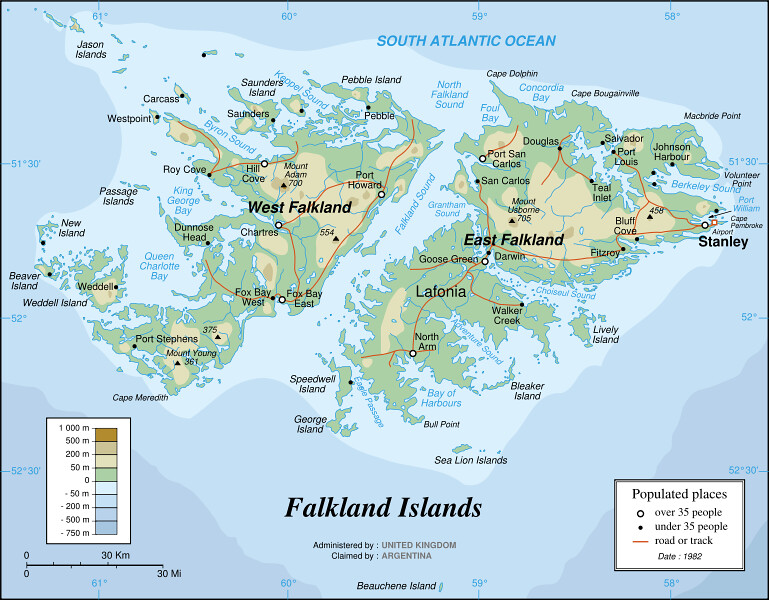 61°
60°
59°
58°
SOUTH ATLANTIC OCEAN
Jason
Islands
Cape Dolphin
Pebble Island
Keppel Sound
Saunders
Island
North
Falkland
Sound
Concordia
Bay
Cape Bougainville
Carcass
Foul
Bay
Macbride Point
Westpoint
Saunders
Pebble
Byron Sound
Douglas
Salvador
Port
Louis
Johnson
Harbour
51°30'
51°30'
Port San
Carlos
Roy Cove
Hill
Cove
Mount
Adam
700
Port
Howard
San Carlos
Teal
Inlet
Volunteer
Point
Berkeley Sound
Passage
Islands
King
George
Bay
Falkland Sound
Grantham
Sound
Mount
Usborne
705
Port
William
West Falkland
458
Cape
Pembroke
Airport
New
Island
Dunnose
Head
Chartres
554
East Falkland
Bluff
Cove
Stanley
Queen
Charlotte
Bay
Goose Green
Darwin
Fitzroy
Beaver
Island
Weddell
Weddell Island
Fox Bay
West
Fox Bay
East
Lafonia
Choiseul Sound
Walker
Creek
52°
52°
375
Port Stephens
Mount Young
361
North
Arm
Adventure Sound
Lively
Island
Cape Meredith
Speedwell
Island
Eagle Passage
Bay of
Harbours
Bleaker
Island
George
Island
Bull Point
Sea Lion Islands
52°30'
52°30'
1 000 m
500 m
200 m
50 m
0
- 50 m
- 200 m
- 500 m
- 750 m
Falkland Islands
Populated places
over 35 people
under 35 people
road or track
Date : 1982
Administered by : UNITED KINGDOM
Claimed by : ARGENTINA
0
30 Km
0
30 Mi
Beauchene Island
61°
60°
59°
58°